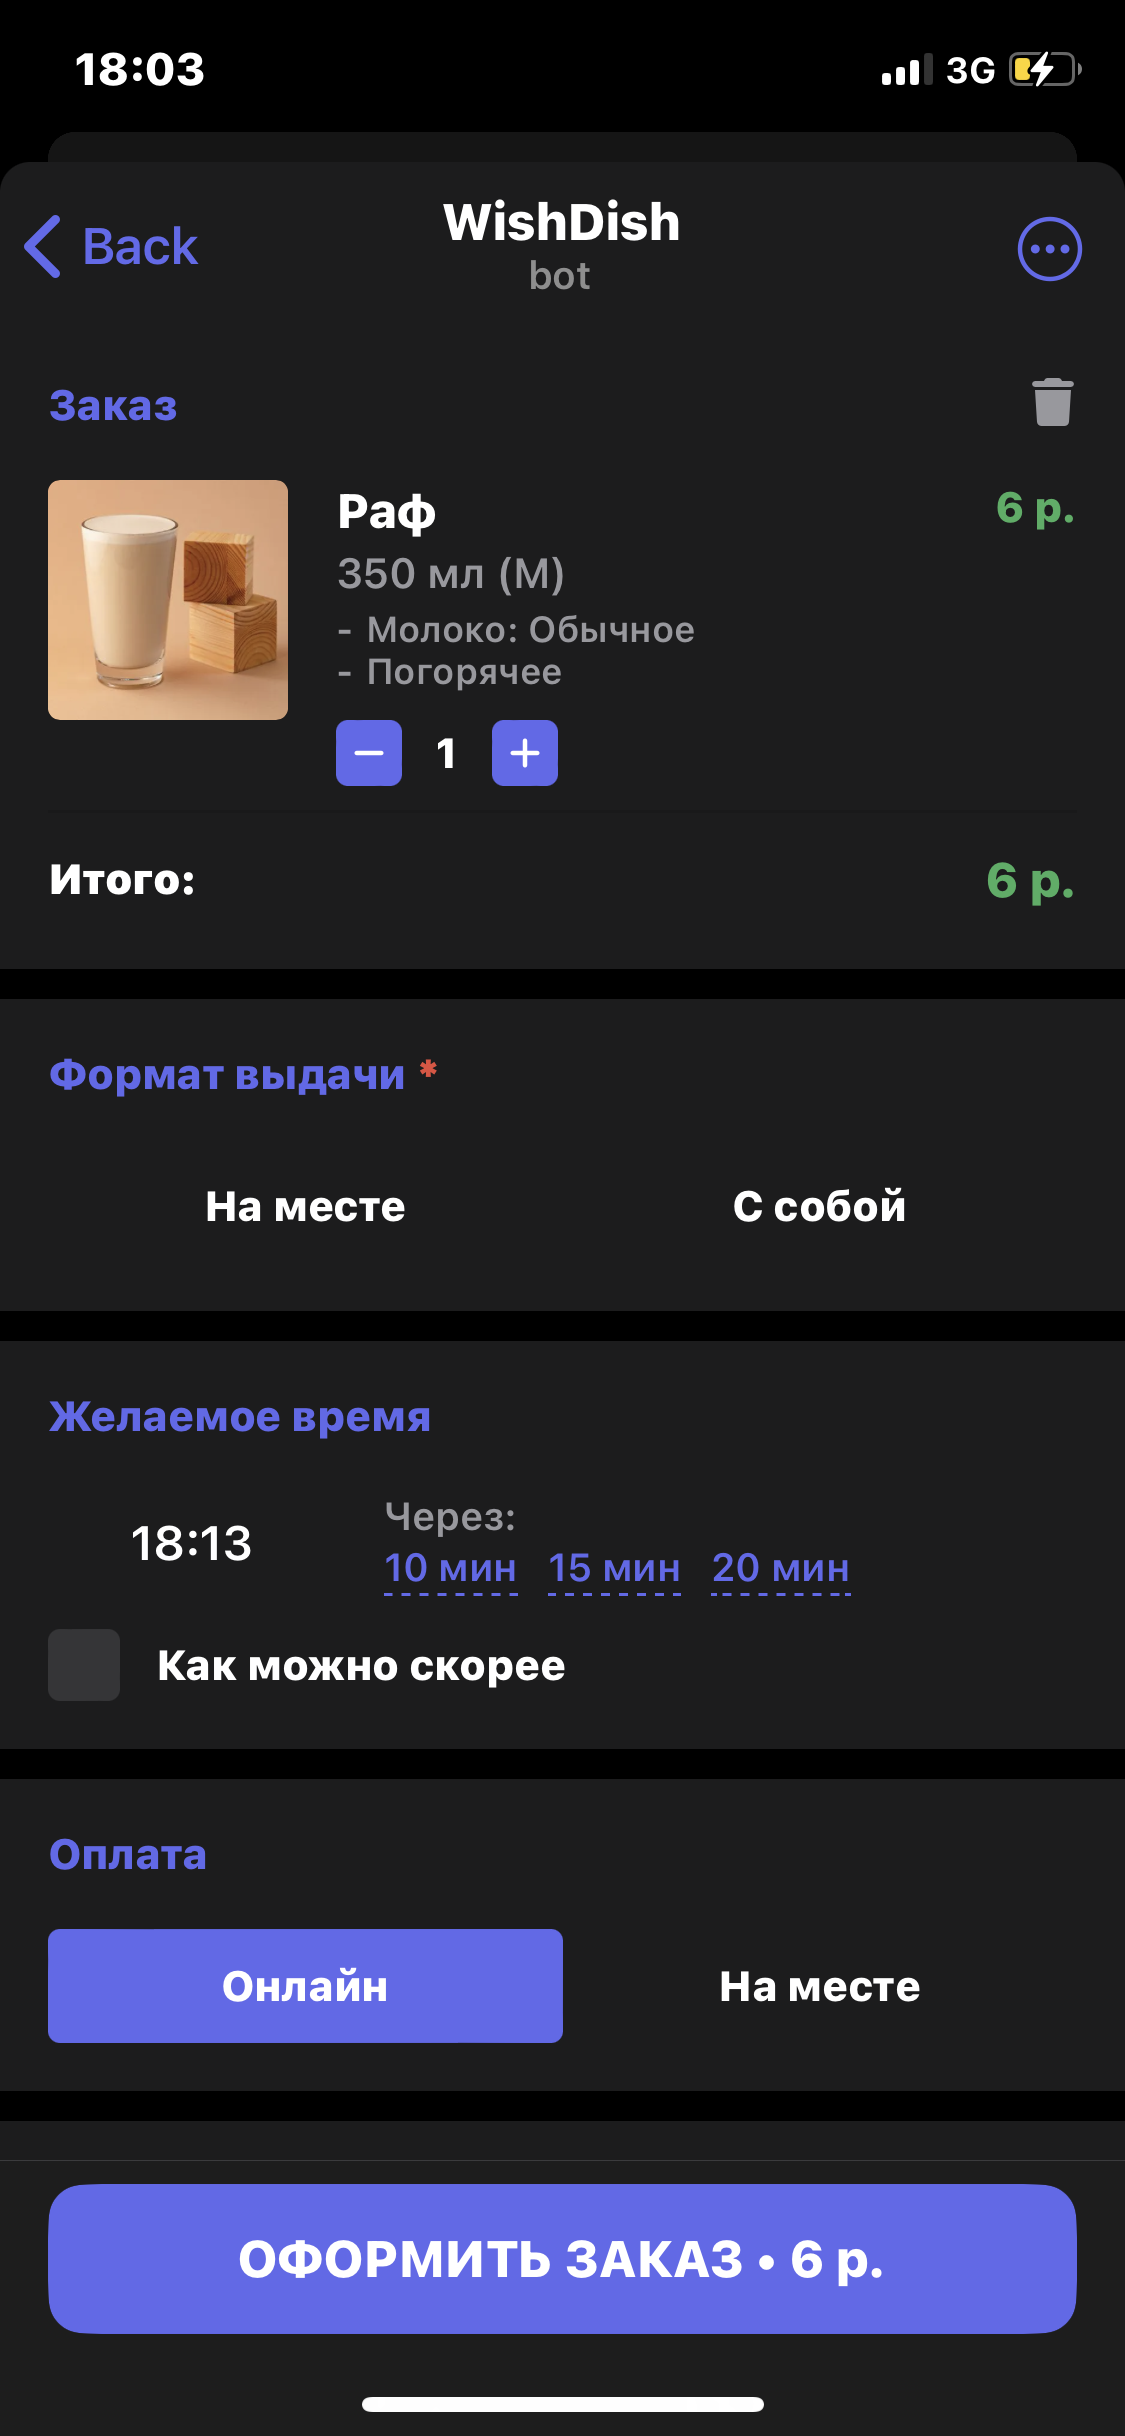 18:03
3G
Back
WishDish
bot
Заказ
Раф
6 р.
350 мл (M)
- Молоко: Обычное
- Погорячее
1
Итого:
6 р.
Формат выдачи *
На месте
С собой
Желаемое время
18:13
Через:
10 мин 15 мин 20 мин
Как можно скорее
Оплата
Онлайн
На месте
ОФОРМИТЬ ЗАКАЗ • 6 р.